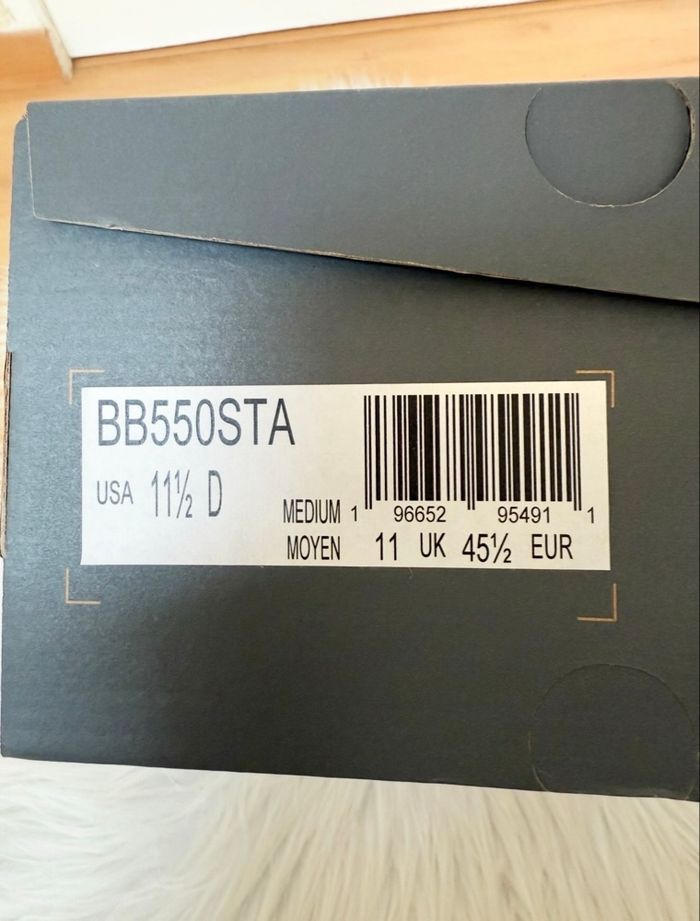 BB550STA
USA 11½ D
MEDIUM 1 96652 95491 1
MOYEN 11 UK 45½ EUR